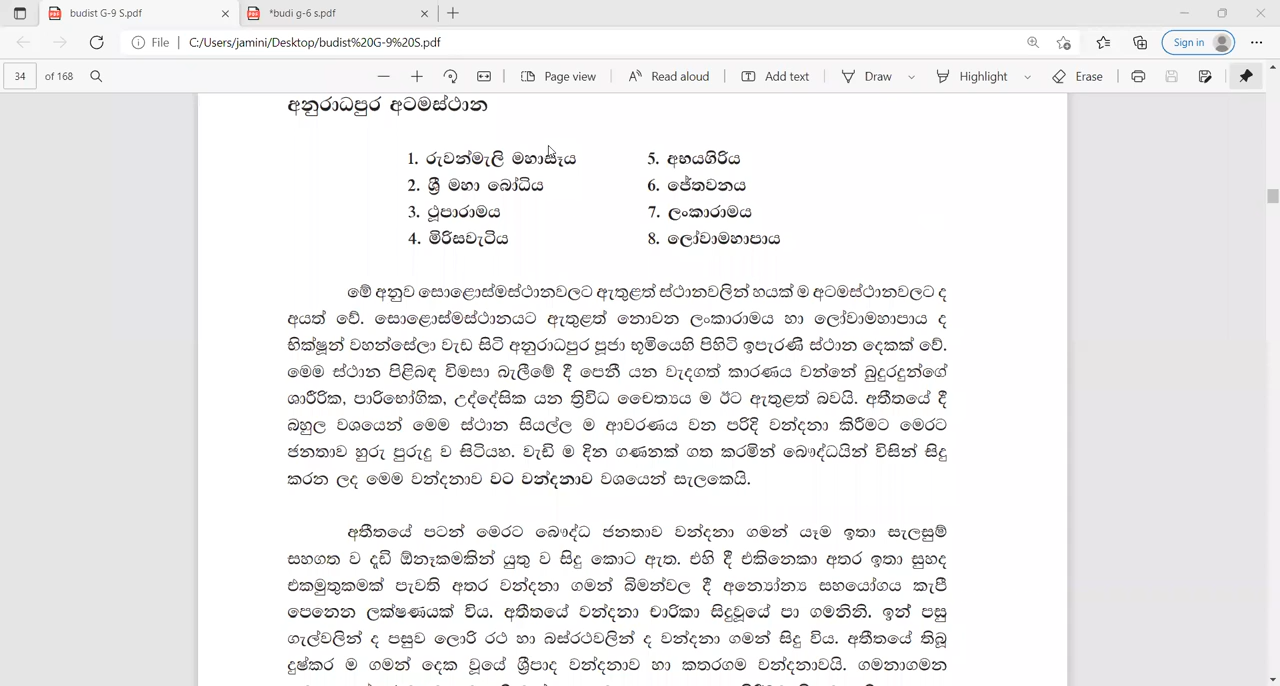 budist G-9 S.pdf
*budi g-6 s.pdf
File
C:/Users/jamini/Desktop/budist%20G-9%20S.pdf
Sign in
34 of 168
Page view
Read aloud
Add text
Draw
Highlight
Erase
අනුරාධපුර අටමස්ථාන
1. රුවන්මැලි මහාසෑය
2. ශ්‍රී මහා බෝධිය
3. ථූපාරාමය
4. මිරිසවැටිය
5. අභයගිරිය
6. ජේතවනය
7. ලංකාරාමය
8. ලෝවාමහාපාය
මේ අනුව සොළොස්මස්ථානවලට ඇතුළත් ස්ථානවලින් හයක් ම අටමස්ථානවලට ද
අයත් වේ. සොළොස්මස්ථානයට ඇතුළත් නොවන ලංකාරාමය හා ලෝවාමහාපාය ද
භික්ෂූන් වහන්සේලා වැඩ සිටි අනුරාධපුර පූජා භූමියෙහි පිහිටි ඉපැරණි ස්ථාන දෙකක් වේ.
මෙම ස්ථාන පිළිබඳ විමසා බැලීමේ දී පෙනී යන වැදගත් කාරණය වන්නේ බුදුරදුන්ගේ
ශාරීරික, පාරිභෝගික, උද්දේසික යන ත්‍රිවිධ චෛත්‍යය ම ඊට ඇතුළත් බවයි. අතීතයේ දී
බහුල වශයෙන් මෙම ස්ථාන සියල්ල ම ආවරණය වන පරිදි වන්දනා කිරීමට මෙරට
ජනතාව හුරු පුරුදු ව සිටියහ. වැඩි ම දින ගණනක් ගත කරමින් බෞද්ධයින් විසින් සිදු
කරන ලද මෙම වන්දනාව වට වන්දනාව වශයෙන් සැලකෙයි.
අතීතයේ පටන් මෙරට බෞද්ධ ජනතාව වන්දනා ගමන් යෑම ඉතා සැලසුම්
සහගත ව දැඩි ඕනෑකමකින් යුතු ව සිදු කොට ඇත. එහි දී එකිනෙකා අතර ඉතා සුහද
එකමුතුකමක් පැවති අතර වන්දනා ගමන් බිමන්වල දී අන්‍යෝන්‍ය සහයෝගය කැපී
පෙනෙන ලක්ෂණයක් විය. අතීතයේ වන්දනා චාරිකා සිදුවූයේ පා ගමනිනි. ඉන් පසු
ගැල්වලින් ද පසුව ලොරි රථ හා බස්රථවලින් ද වන්දනා ගමන් සිදු විය. අතීතයේ තිබූ
දුෂ්කර ම ගමන් දෙක වූයේ ශ්‍රීපාද වන්දනාව හා කතරගම වන්දනාවයි. ගමනාගමන